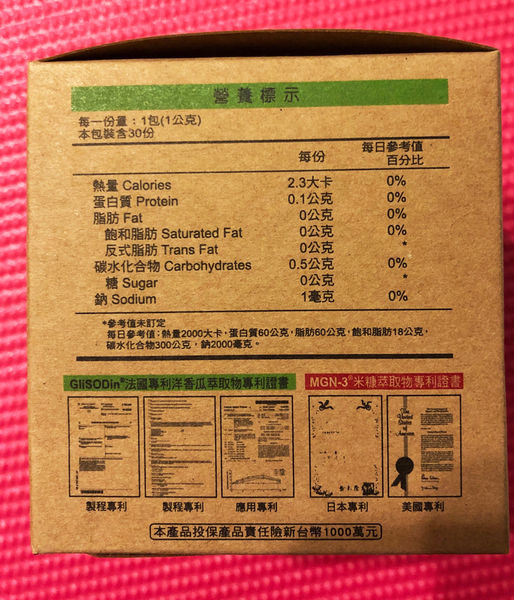 營養標示
每一份量：1包(1公克)
本包裝含30份
每份 每日參考值百分比
熱量 Calories 2.3大卡 0%
蛋白質 Protein 0.1公克 0%
脂肪 Fat 0公克 0%
飽和脂肪 Saturated Fat 0公克 0%
反式脂肪 Trans Fat 0公克 *
碳水化合物 Carbohydrates 0.5公克 0%
糖 Sugar 0公克 *
鈉 Sodium 1毫克 0%
*參考值未訂定
每日參考值：熱量2000大卡，蛋白質60公克，脂肪60公克，飽和脂肪18公克，
碳水化合物300公克，鈉2000毫克。
GliSODin®法國專利洋香瓜萃取物專利證書 MGN-3®米糠萃取物專利證書
The
United
States
of
America
製程專利 製程專利 應用專利 日本專利 美國專利
本產品投保產品責任險新台幣1000萬元